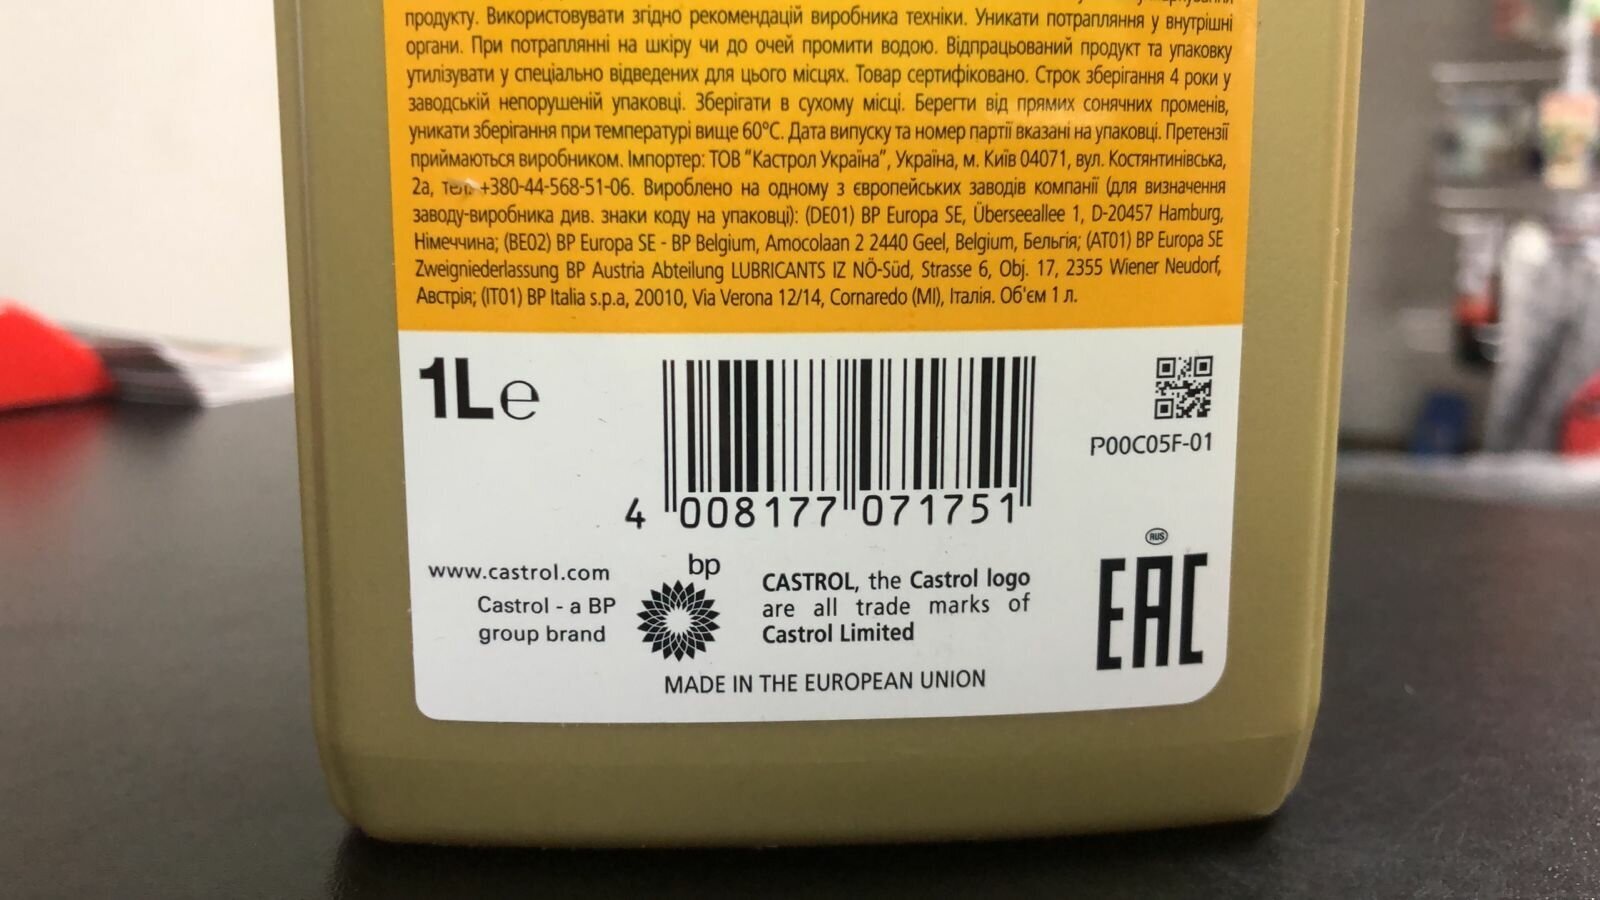 продукту. Використовувати згідно рекомендацій виробника техніки. Уникати потрапляння у внутрішні
органи. При потраплянні на шкіру чи до очей промити водою. Відпрацьований продукт та упаковку
утилізувати у спеціально відведених для цього місцях. Товар сертифіковано. Строк зберігання 4 роки у
заводській непорушеній упаковці. Зберігати в сухому місці. Берегти від прямих сонячних променів,
уникати зберігання при температурі вище 60°С. Дата випуску та номер партії вказані на упаковці. Претензії
приймаються виробником. Імпортер: ТОВ "Кастрол Україна", Україна, м. Київ 04071, вул. Костянтинівська,
2а, тел. +380-44-568-51-06. Вироблено на одному з європейських заводів компанії (для визначення
заводу-виробника див. знаки коду на упаковці): (DE01) BP Europa SE, Überseeallee 1, D-20457 Hamburg,
Німеччина; (BE02) BP Europa SE - BP Belgium, Amocolaan 2 2440 Geel, Belgium, Бельгія; (AT01) BP Europa SE
Zweigniederlassung BP Austria Abteilung LUBRICANTS IZ NÖ-Süd, Strasse 6, Obj. 17, 2355 Wiener Neudorf,
Австрія; (IT01) BP Italia s.p.a, 20010, Via Verona 12/14, Cornaredo (MI), Італія. Об'єм 1 л.
1L℮
P00C05F-01
4 008177 071751
RUS
EAC
www.castrol.com
Castrol - a BP
group brand
bp
CASTROL, the Castrol logo
are all trade marks of
Castrol Limited
MADE IN THE EUROPEAN UNION